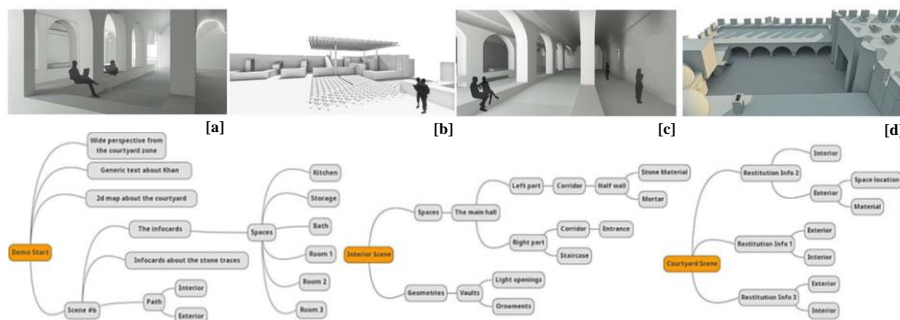 [a]
[b]
[c]
[d]
Wide perspective from
the courtyard zone
Generic text about Khan
2d map about the courtyard
Demo Start
The infocards
Infocards about the stone traces
Scene #b
Path
Interior
Exterior
Spaces
Kitchen
Storage
Bath
Room 1
Room 2
Room 3
Interior Scene
Spaces
The main hall
Left part
Corridor
Half wall
Stone Material
Mortar
Right part
Corridor
Entrance
Staircase
Geometries
Vaults
Light openings
Ornaments
Courtyard Scene
Restitution Info 2
Interior
Exterior
Space location
Material
Restitution Info 1
Exterior
Interior
Restitution Info 3
Exterior
Interior